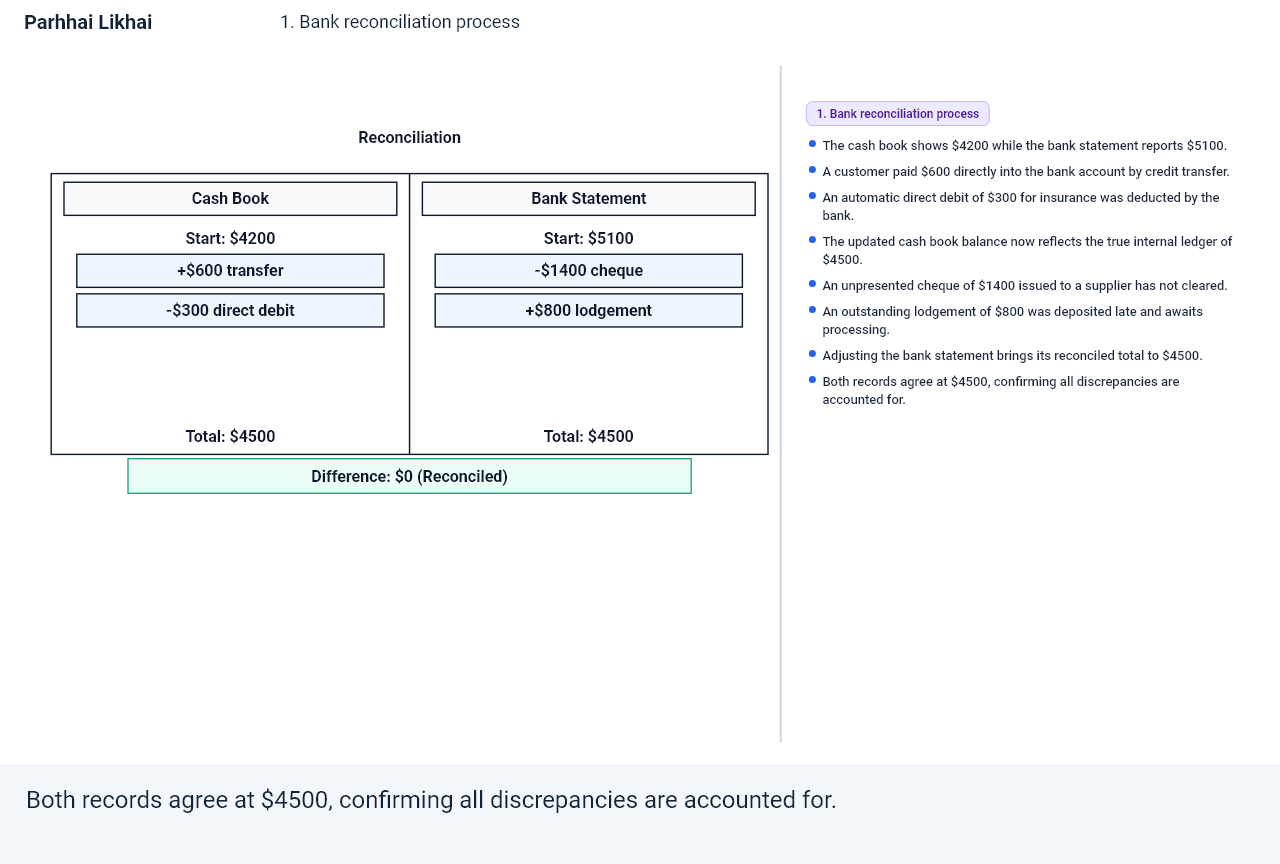 Parhhai Likhai
1. Bank reconciliation process
Reconciliation
Cash Book
Start: $4200
+$600 transfer
-$300 direct debit
Total: $4500
Bank Statement
Start: $5100
-$1400 cheque
+$800 lodgement
Total: $4500
Difference: $0 (Reconciled)
1. Bank reconciliation process
The cash book shows $4200 while the bank statement reports $5100.
A customer paid $600 directly into the bank account by credit transfer.
An automatic direct debit of $300 for insurance was deducted by the
bank.
The updated cash book balance now reflects the true internal ledger of
$4500.
An unpresented cheque of $1400 issued to a supplier has not cleared.
An outstanding lodgement of $800 was deposited late and awaits
processing.
Adjusting the bank statement brings its reconciled total to $4500.
Both records agree at $4500, confirming all discrepancies are
accounted for.
Both records agree at $4500, confirming all discrepancies are accounted for.